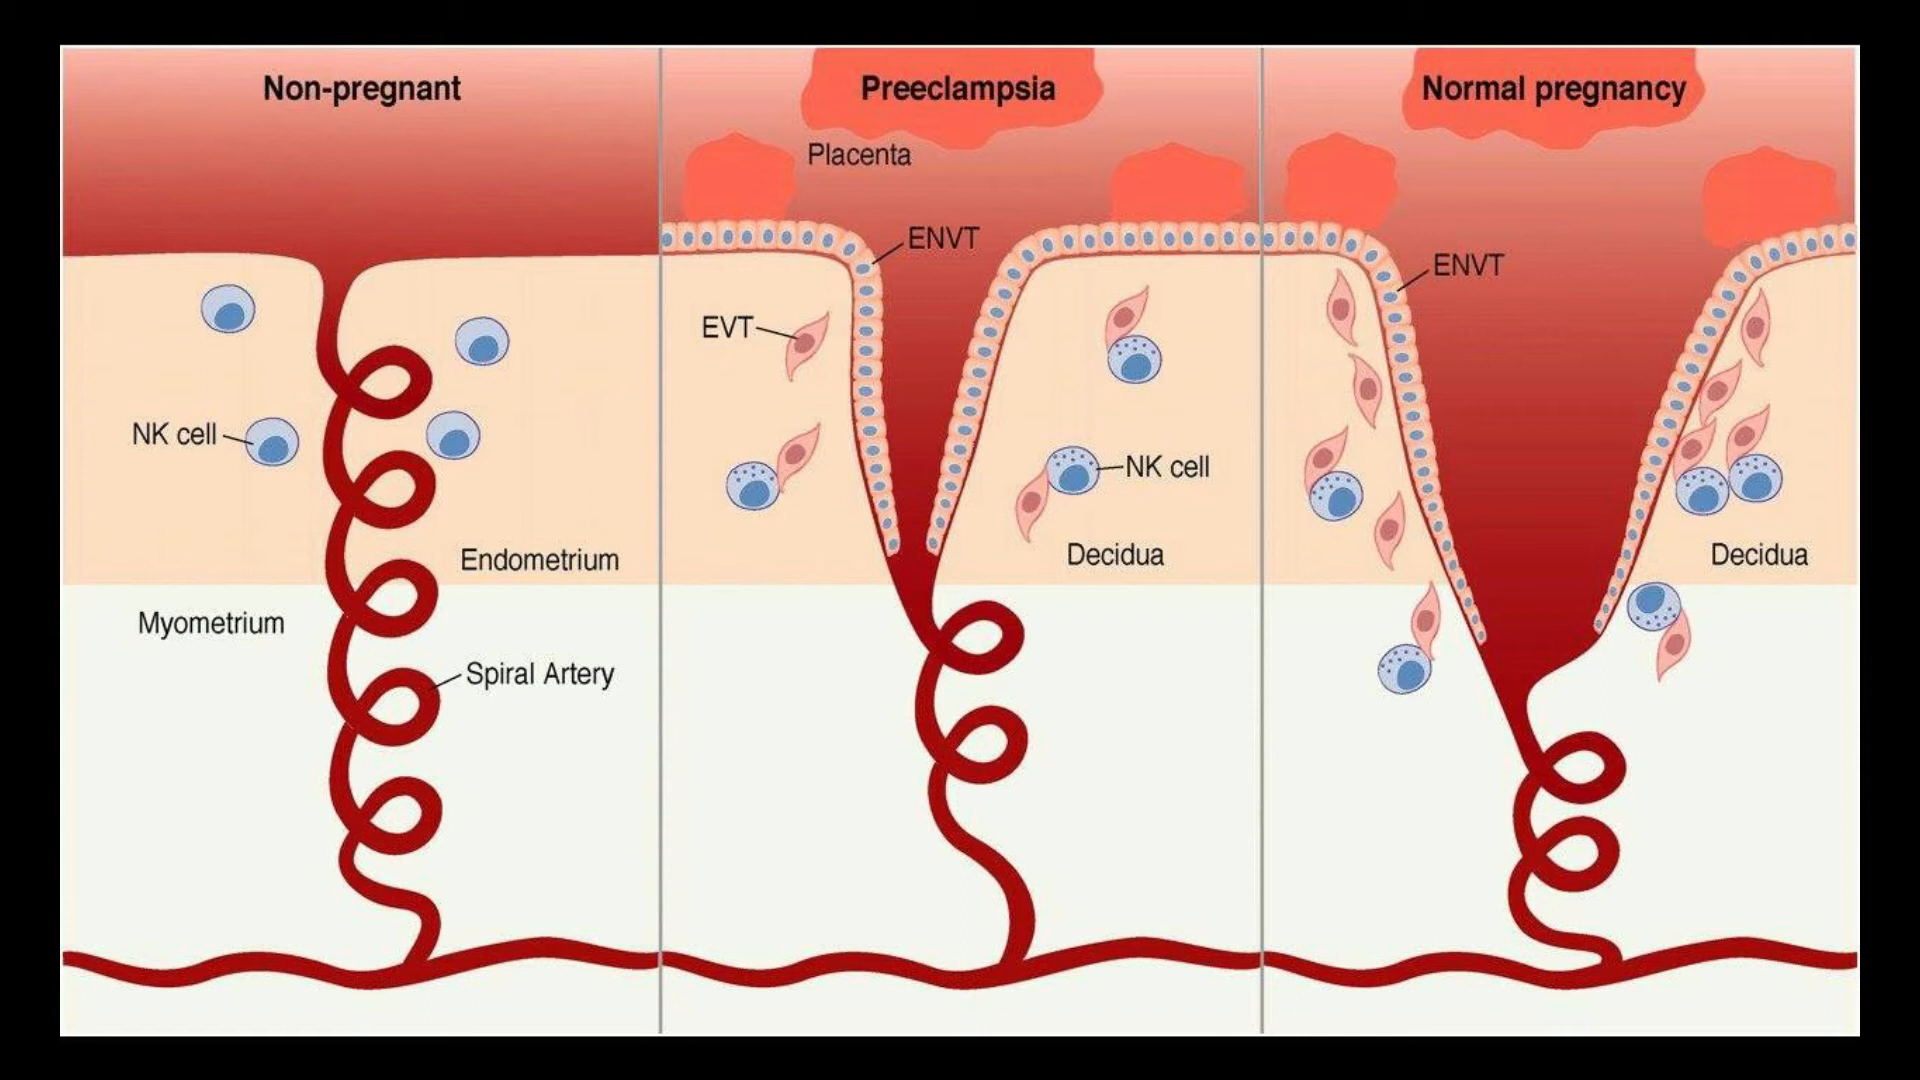 Non-pregnant
NK cell
Endometrium
Myometrium
Spiral Artery
Preeclampsia
Placenta
ENVT
EVT
NK cell
Decidua
Normal pregnancy
ENVT
Decidua